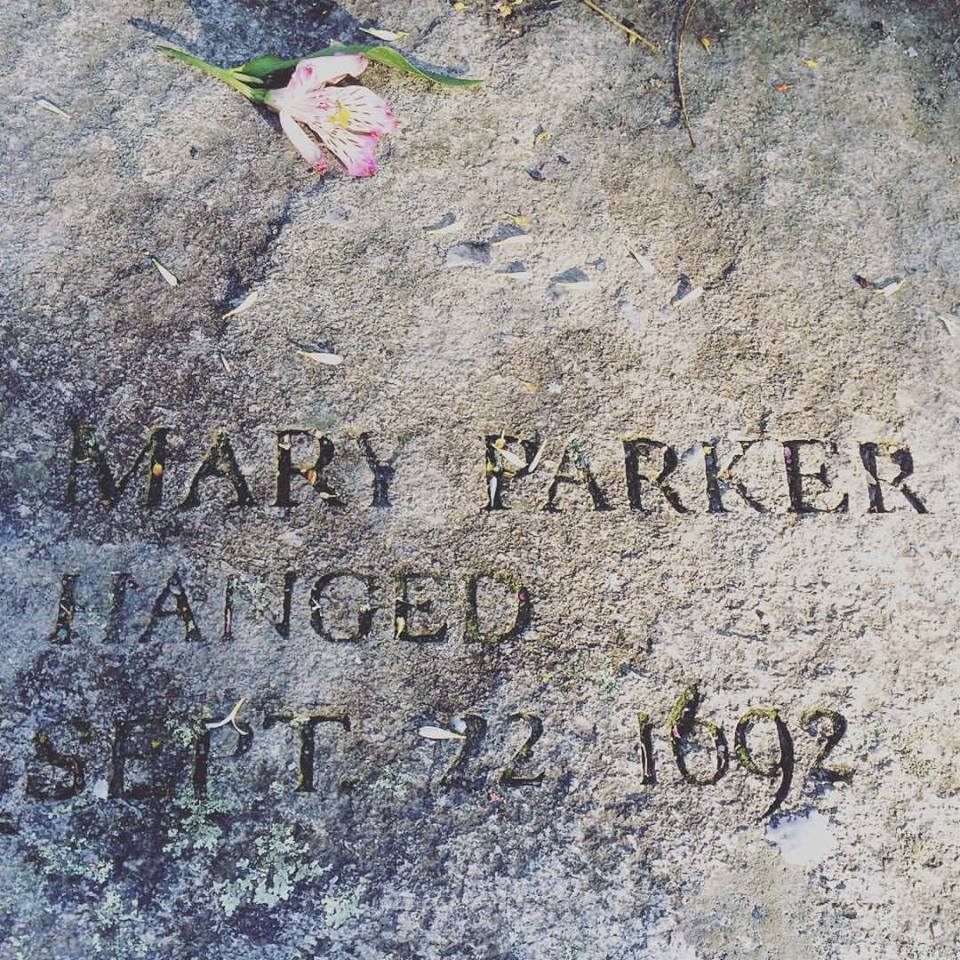 MARY PARKER
HANGED
SEPT. 22 1692